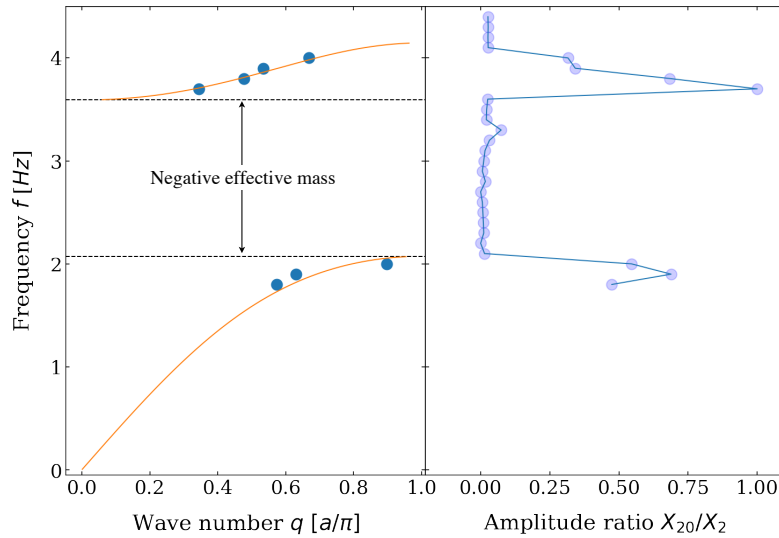 4
3
2
1
0
Frequency f [Hz]
Negative effective mass
0.0 0.2 0.4 0.6 0.8 1.0
Wave number q [a/π]
0.00 0.25 0.50 0.75 1.00
Amplitude ratio X₂₀/X₂